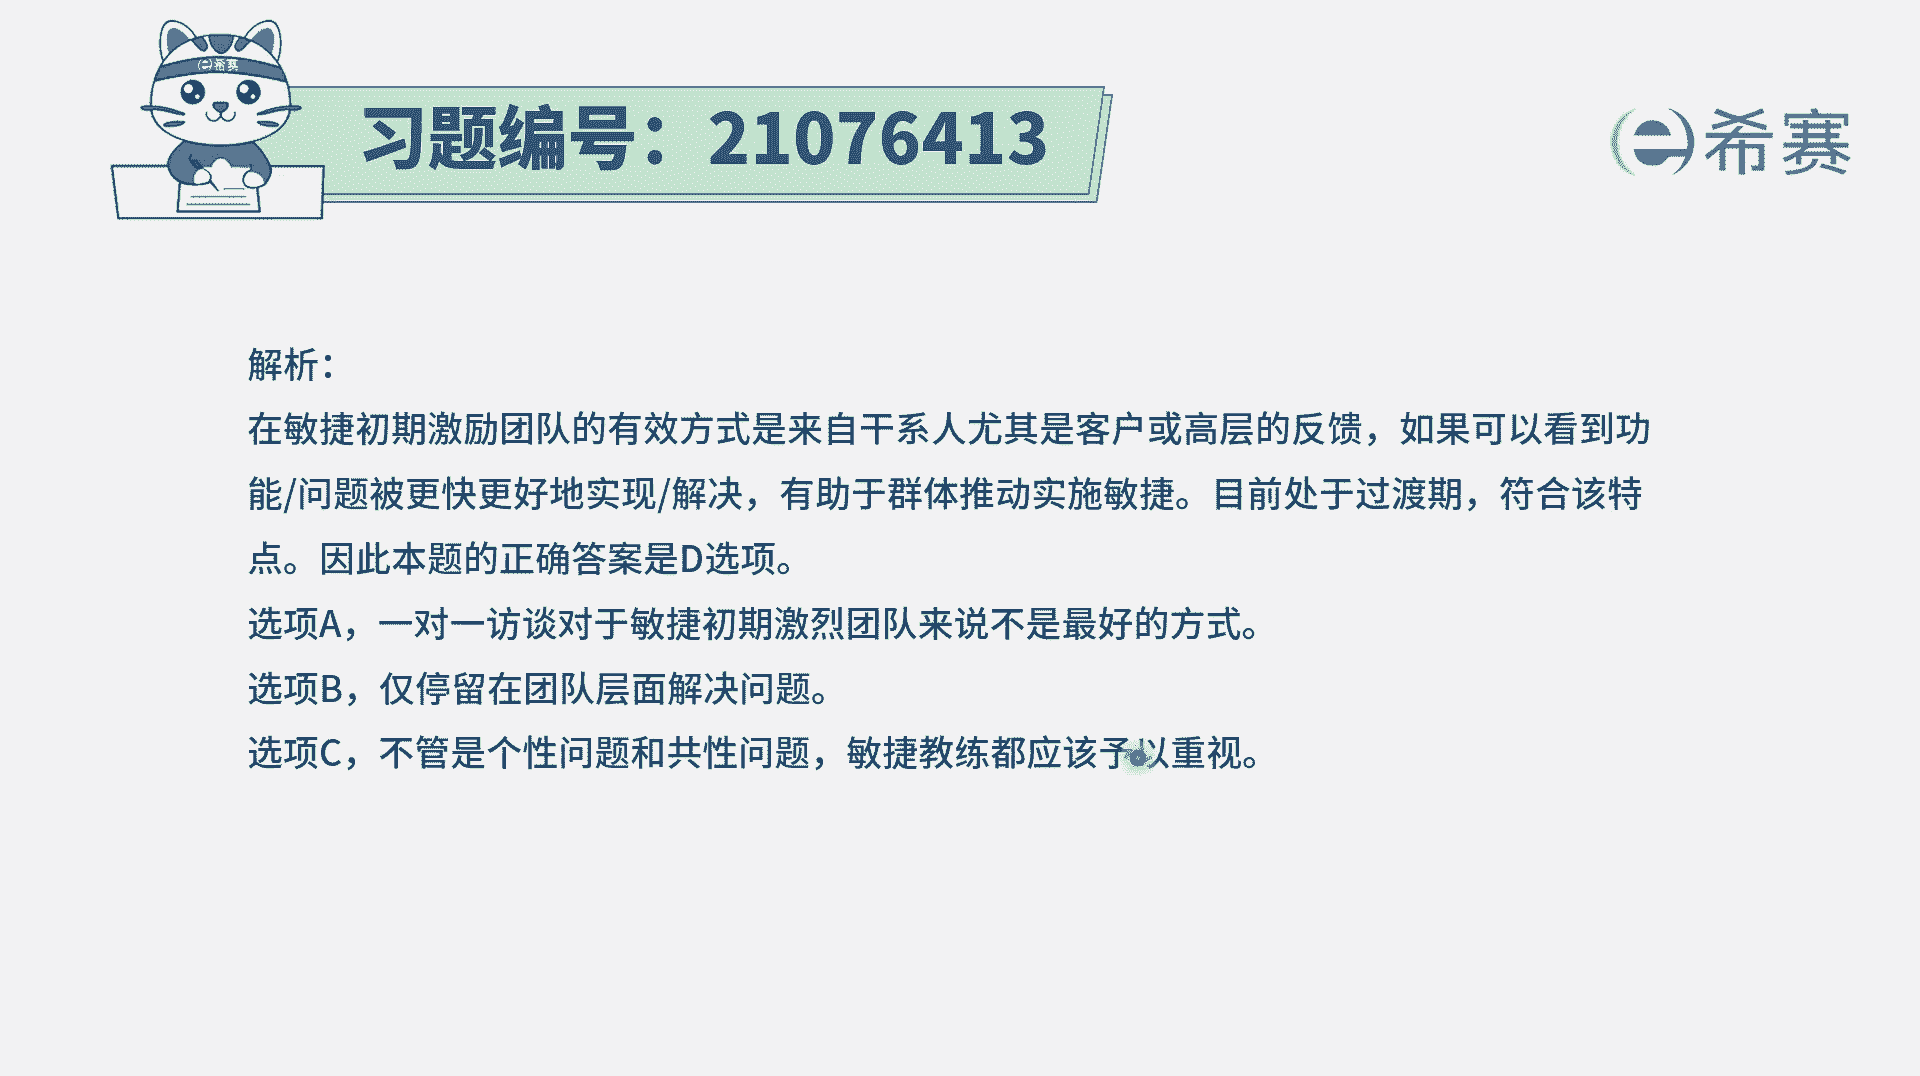 e希赛
习题编号：21076413
e希赛
解析：
在敏捷初期激励团队的有效方式是来自干系人尤其是客户或高层的反馈，如果可以看到功
能/问题被更快更好地实现/解决，有助于群体推动实施敏捷。目前处于过渡期，符合该特
点。因此本题的正确答案是D选项。
选项A，一对一访谈对于敏捷初期激烈团队来说不是最好的方式。
选项B，仅停留在团队层面解决问题。
选项C，不管是个性问题和共性问题，敏捷教练都应该予以重视。